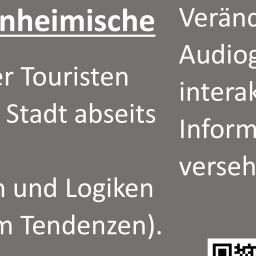 nheimische
er Touristen
Stadt abseits
n und Logiken
m Tendenzen).
Veränd
Audiog
interak
Inform
verseh